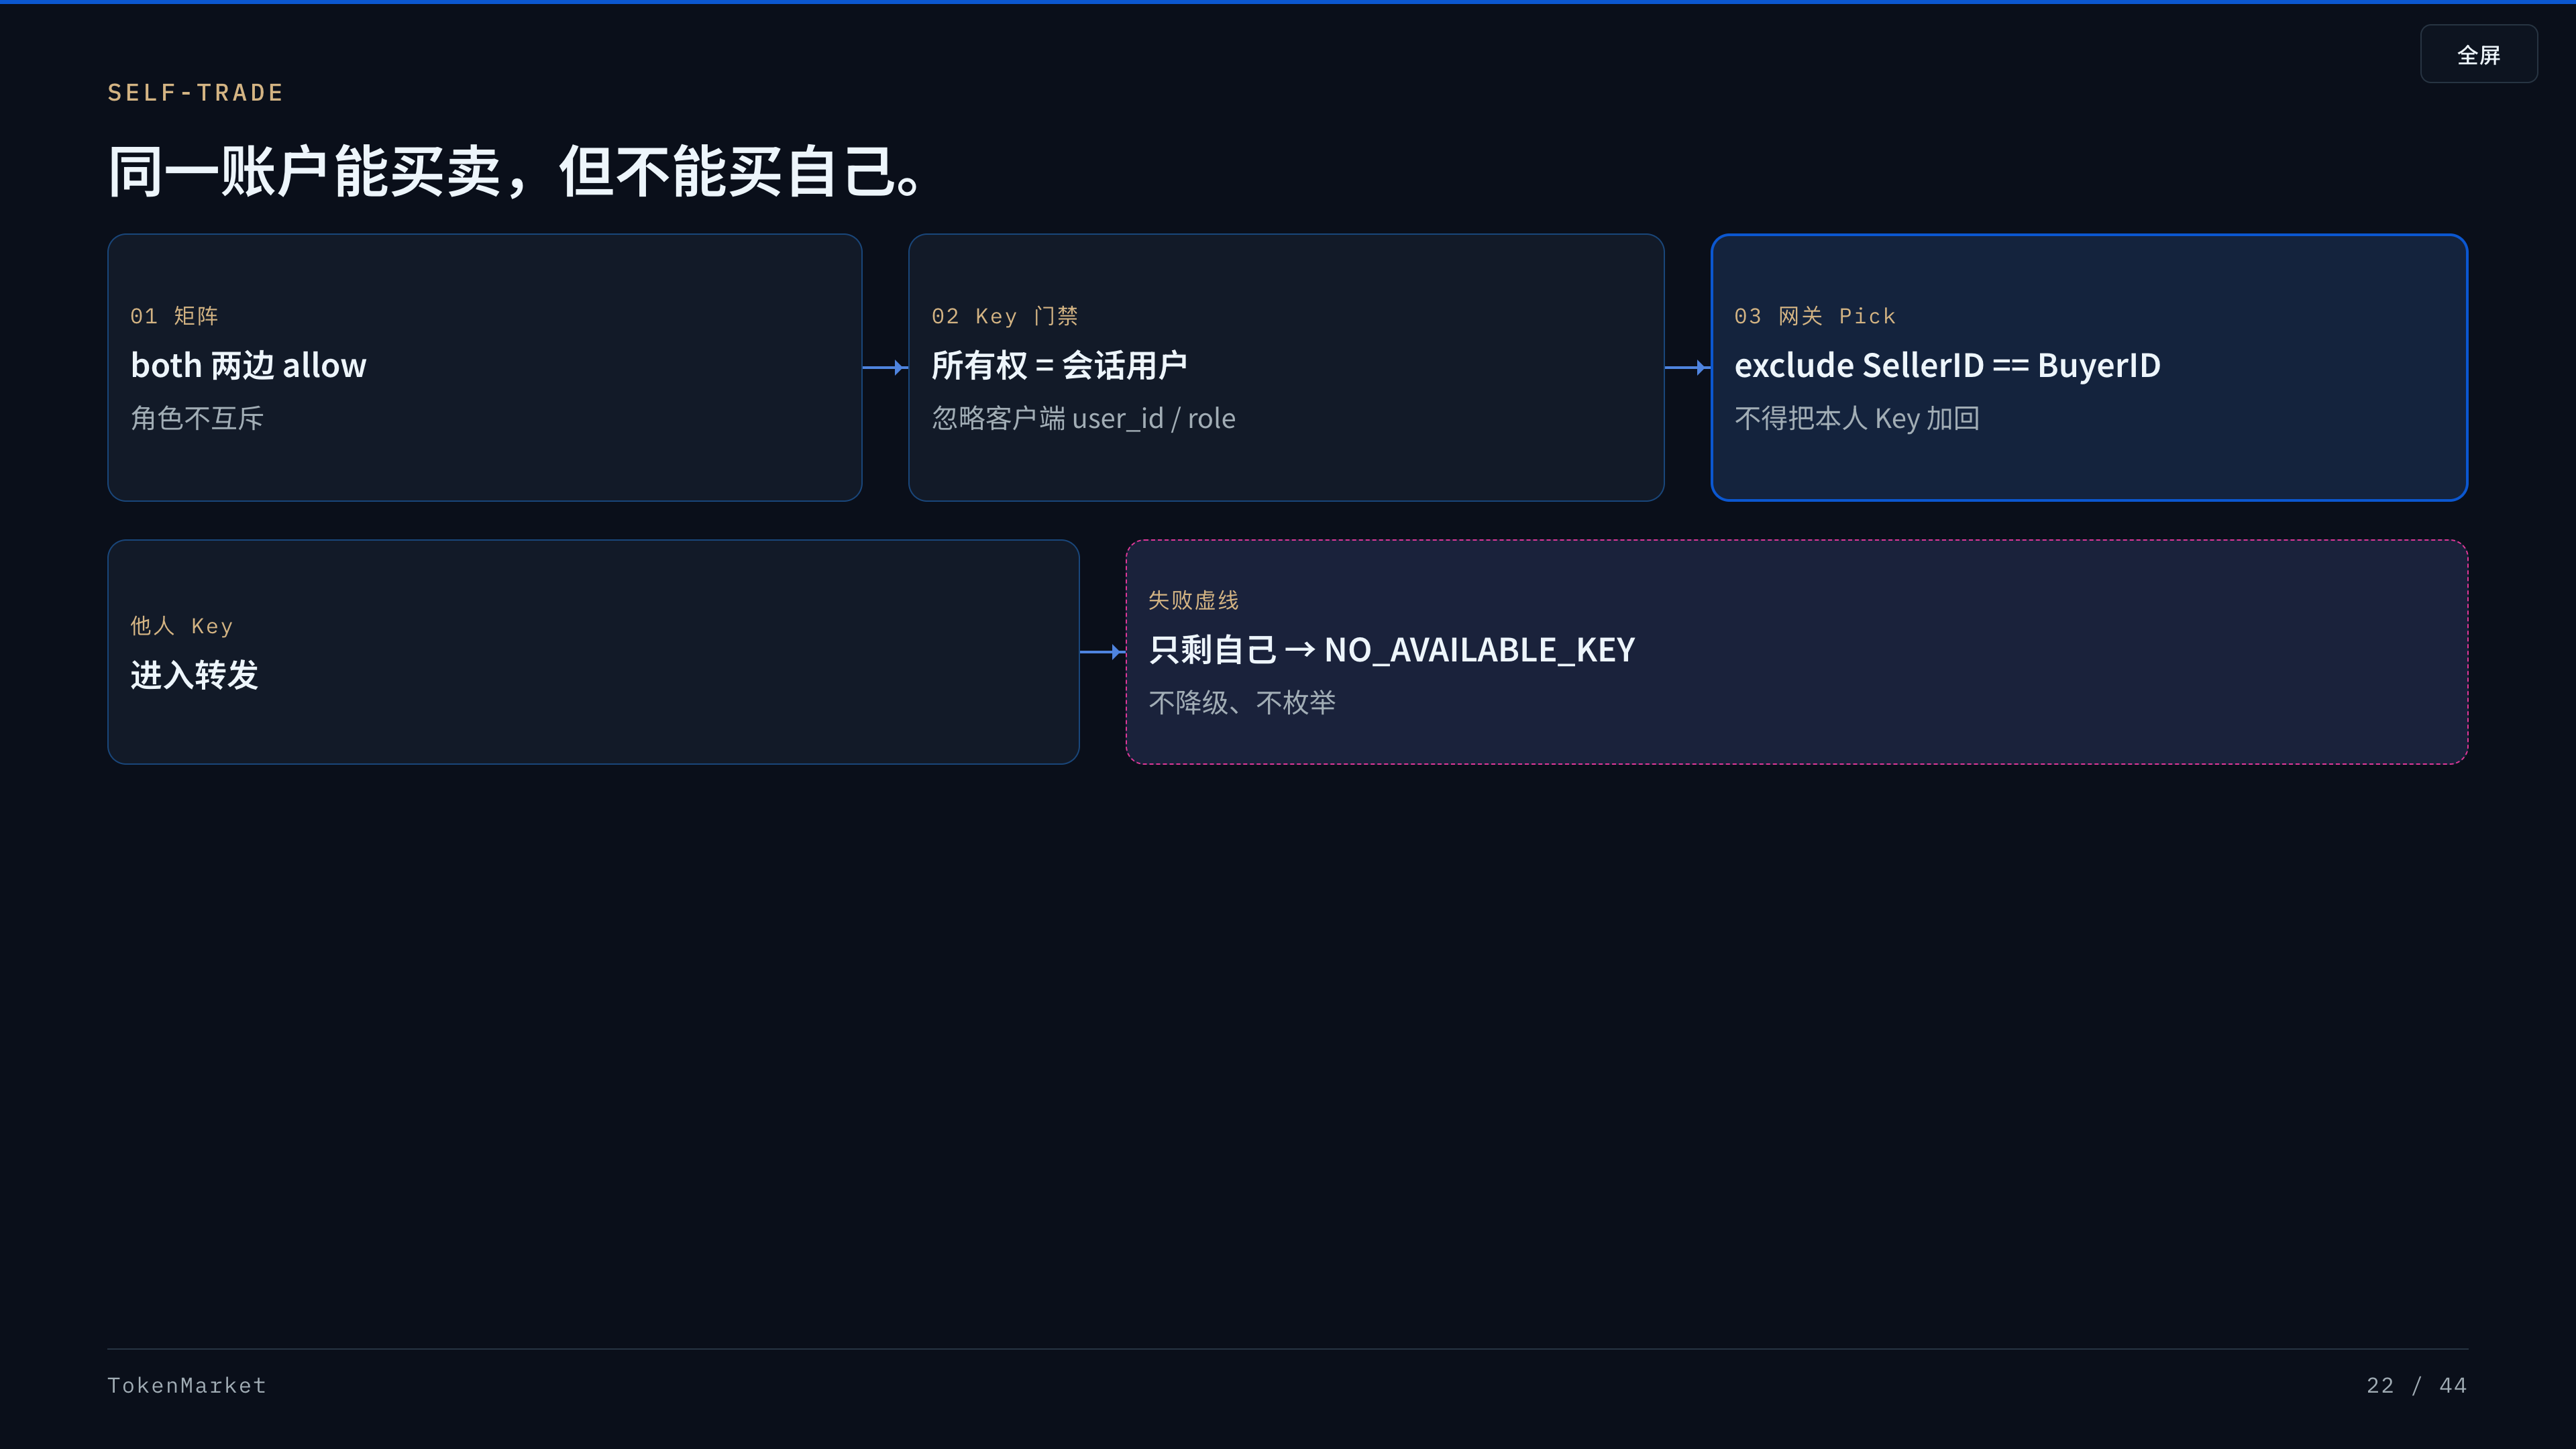 全屏
SELF-TRADE
同一账户能买卖，但不能买自己。
01 矩阵
both 两边 allow
角色不互斥
02 Key 门禁
所有权 = 会话用户
忽略客户端 user_id / role
03 网关 Pick
exclude SellerID == BuyerID
不得把本人 Key 加回
他人 Key
进入转发
失败虚线
只剩自己 → NO_AVAILABLE_KEY
不降级、不枚举
TokenMarket
22 / 44